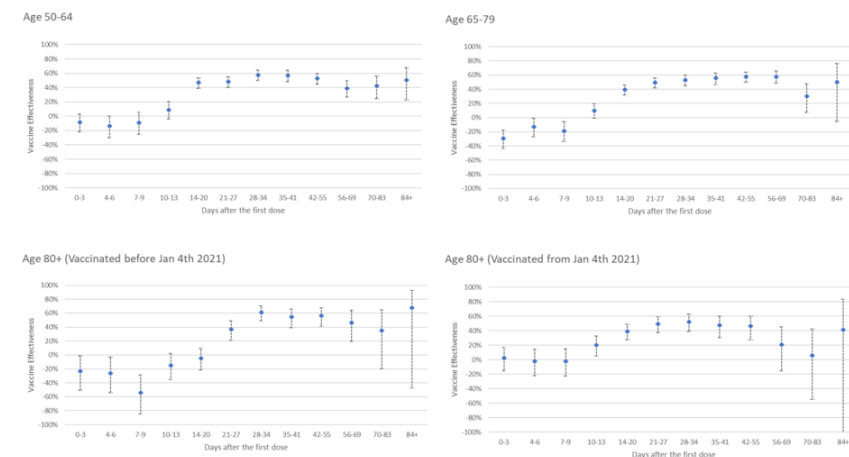 Age 50-64
100%
80%
60%
40%
20%
0%
-20%
-40%
-60%
-80%
-100%
Vaccine Effectiveness
0-3 4-6 7-9 10-13 14-20 21-27 28-34 35-41 42-55 56-69 70-83 84+
Days after the first dose
Age 65-79
100%
80%
60%
40%
20%
0%
-20%
-40%
-60%
-80%
-100%
Vaccine Effectiveness
0-3 4-6 7-9 10-13 14-20 21-27 28-34 35-41 42-55 56-69 70-83 84+
Days after the first dose
Age 80+ (Vaccinated before Jan 4th 2021)
100%
80%
60%
40%
20%
0%
-20%
-40%
-60%
-80%
-100%
Vaccine Effectiveness
0-3 4-6 7-9 10-13 14-20 21-27 28-34 35-41 42-55 56-69 70-83 84+
Days after the first dose
Age 80+ (Vaccinated from Jan 4th 2021)
100%
80%
60%
40%
20%
0%
-20%
-40%
-60%
-80%
-100%
Vaccine Effectiveness
0-3 4-6 7-9 10-13 14-20 21-27 28-34 35-41 42-55 56-69 70-83 84+
Days after the first dose